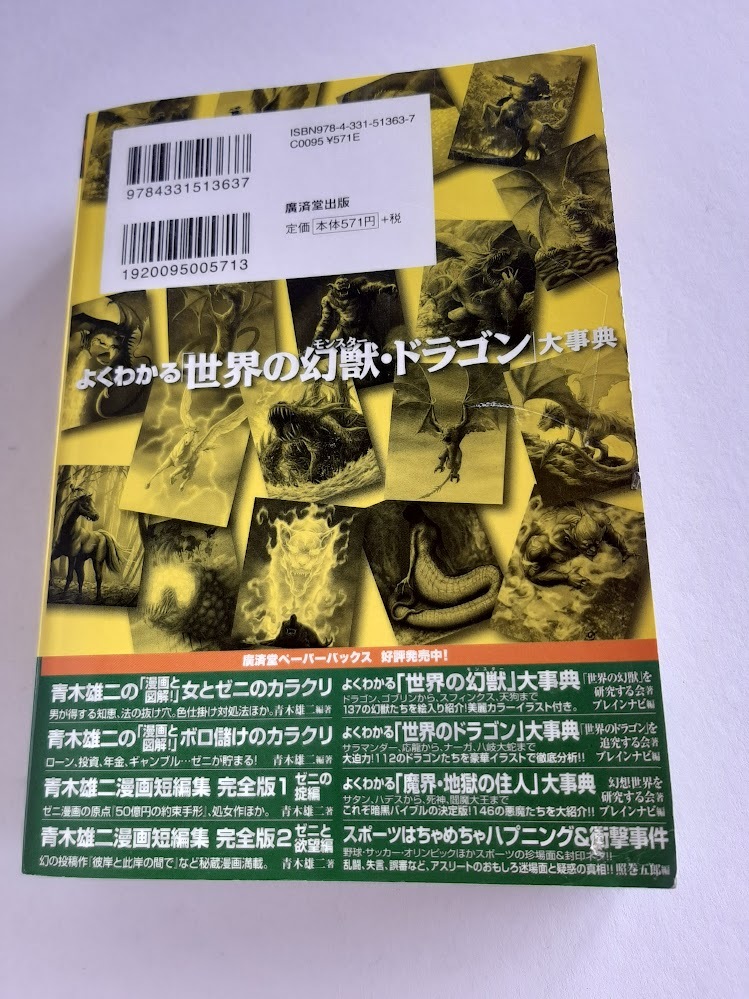 ISBN978-4-331-51363-7
C0095 ¥571E
9784331513637
廣済堂出版
定価 本体571円 +税
1920095005713
モンスター
よくわかる「世界の幻獣・ドラゴン」大事典
廣済堂ペーパーバックス 好評発売中!
青木雄二の「漫画と図解!」女とゼニのカラクリ
男が得する知恵、法の抜け穴。色仕掛け対処法ほか。青木雄二編著
青木雄二の「漫画と図解!」ボロ儲けのカラクリ
ローン、投資、年金、ギャンブル…ゼニが貯まる! 青木雄二編著
青木雄二漫画短編集 完全版1 ゼニの掟編
ゼニ漫画の原点『50億円の約束手形』、処女作ほか。 青木雄二著
青木雄二漫画短編集 完全版2 ゼニと欲望編
幻の投稿作『彼岸と此岸の間で』など秘蔵漫画満載。 青木雄二著
モンスター
よくわかる「世界の幻獣」大事典 「世界の幻獣」を研究する会著
ドラゴン、ゴブリンから、スフィンクス、天狗まで
137の幻獣たちを絵入り紹介!美麗カラーイラスト付き。 ブレインナビ編
よくわかる「世界のドラゴン」大事典 「世界のドラゴン」を追究する会著
サラマンダー、応龍から、ナーガ、八岐大蛇まで
大迫力!112のドラゴンたちを豪華イラストで徹底分析!! ブレインナビ編
よくわかる「魔界・地獄の住人」大事典 幻想世界を研究する会著
サタン、ハデスから、死神、閻魔大王まで
これぞ暗黒バイブルの決定版!146の悪魔たちを大紹介!! ブレインナビ編
スポーツはちゃめちゃハプニング&衝撃事件
野球・サッカー・オリンピックほかスポーツの珍場面&封印ネタ!!
乱闘、失言、誤審など、アスリートのおもしろ迷場面と疑惑の真相!! 照巻五郎編